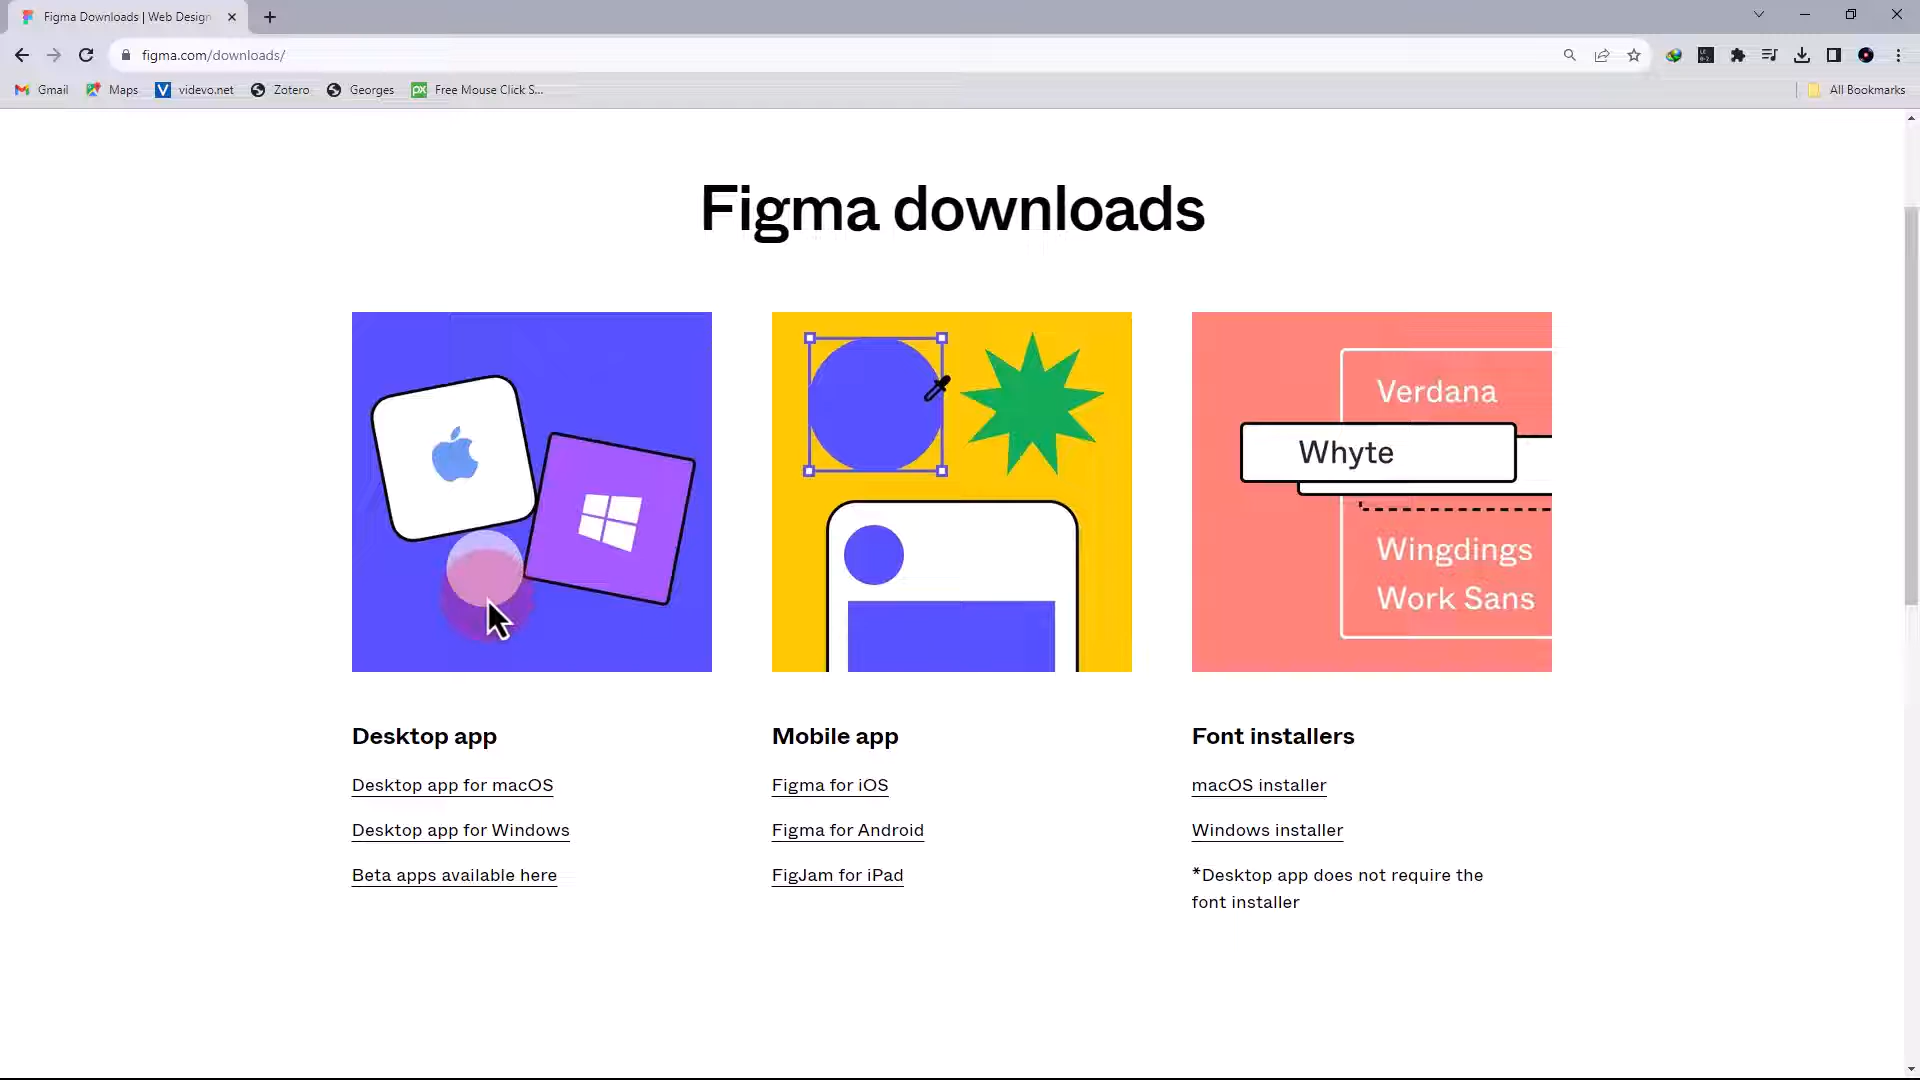 Figma Downloads | Web Design
figma.com/downloads/
Gmail
Maps
videvo.net
Zotero
Georges
Free Mouse Click S...
All Bookmarks
Figma downloads
Verdana
Whyte
Wingdings
Work Sans
Desktop app
Desktop app for macOS
Desktop app for Windows
Beta apps available here
Mobile app
Figma for iOS
Figma for Android
FigJam for iPad
Font installers
macOS installer
Windows installer
*Desktop app does not require the
font installer